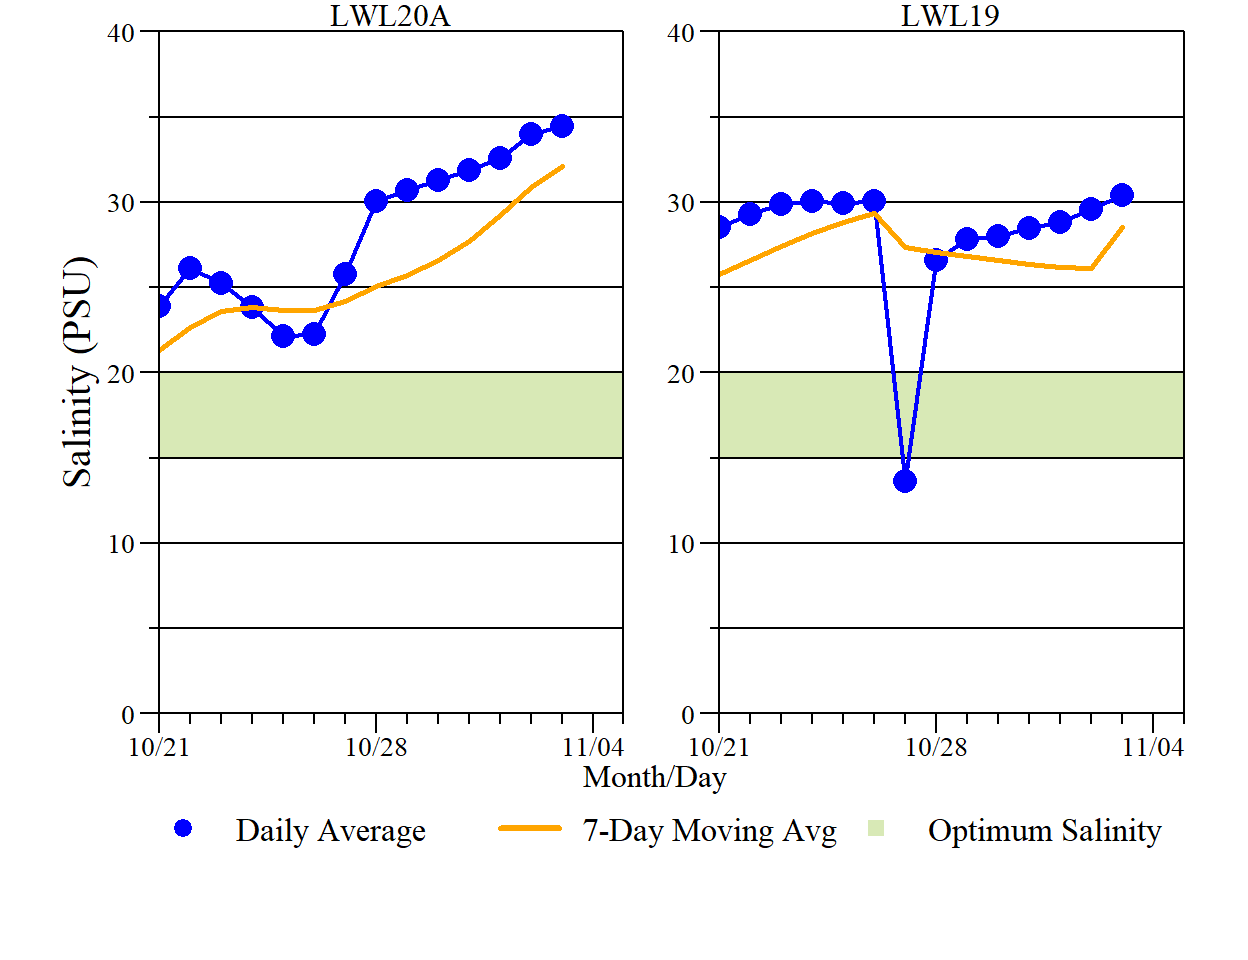 LWL20A
LWL19
Salinity (PSU)
40
30
20
10
0
40
30
20
10
0
10/21
10/28
11/04
10/21
10/28
11/04
Month/Day
Daily Average
7-Day Moving Avg
Optimum Salinity